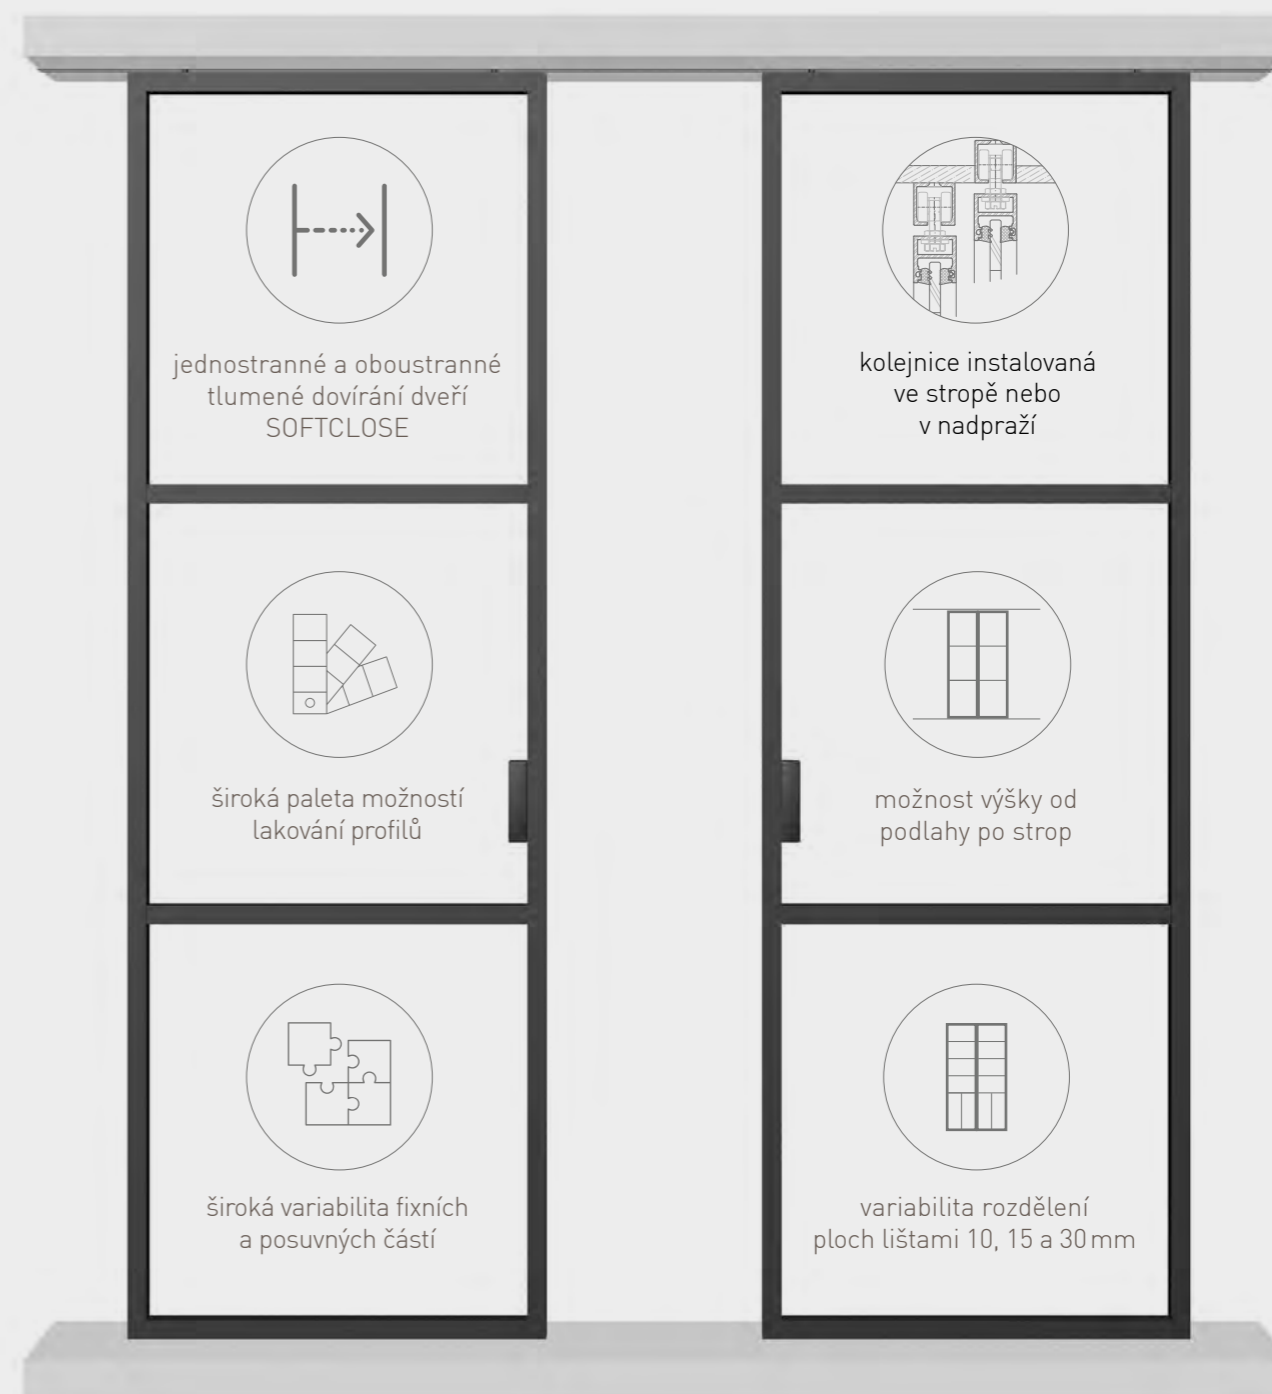 jednostranné a oboustranné
tlumené dovírání dveří
SOFTCLOSE
kolejnice instalovaná
ve stropě nebo
v nadpraží
široká paleta možností
lakování profilů
možnost výšky od
podlahy po strop
široká variabilita fixních
a posuvných částí
variabilita rozdělení
ploch lištami 10, 15 a 30 mm